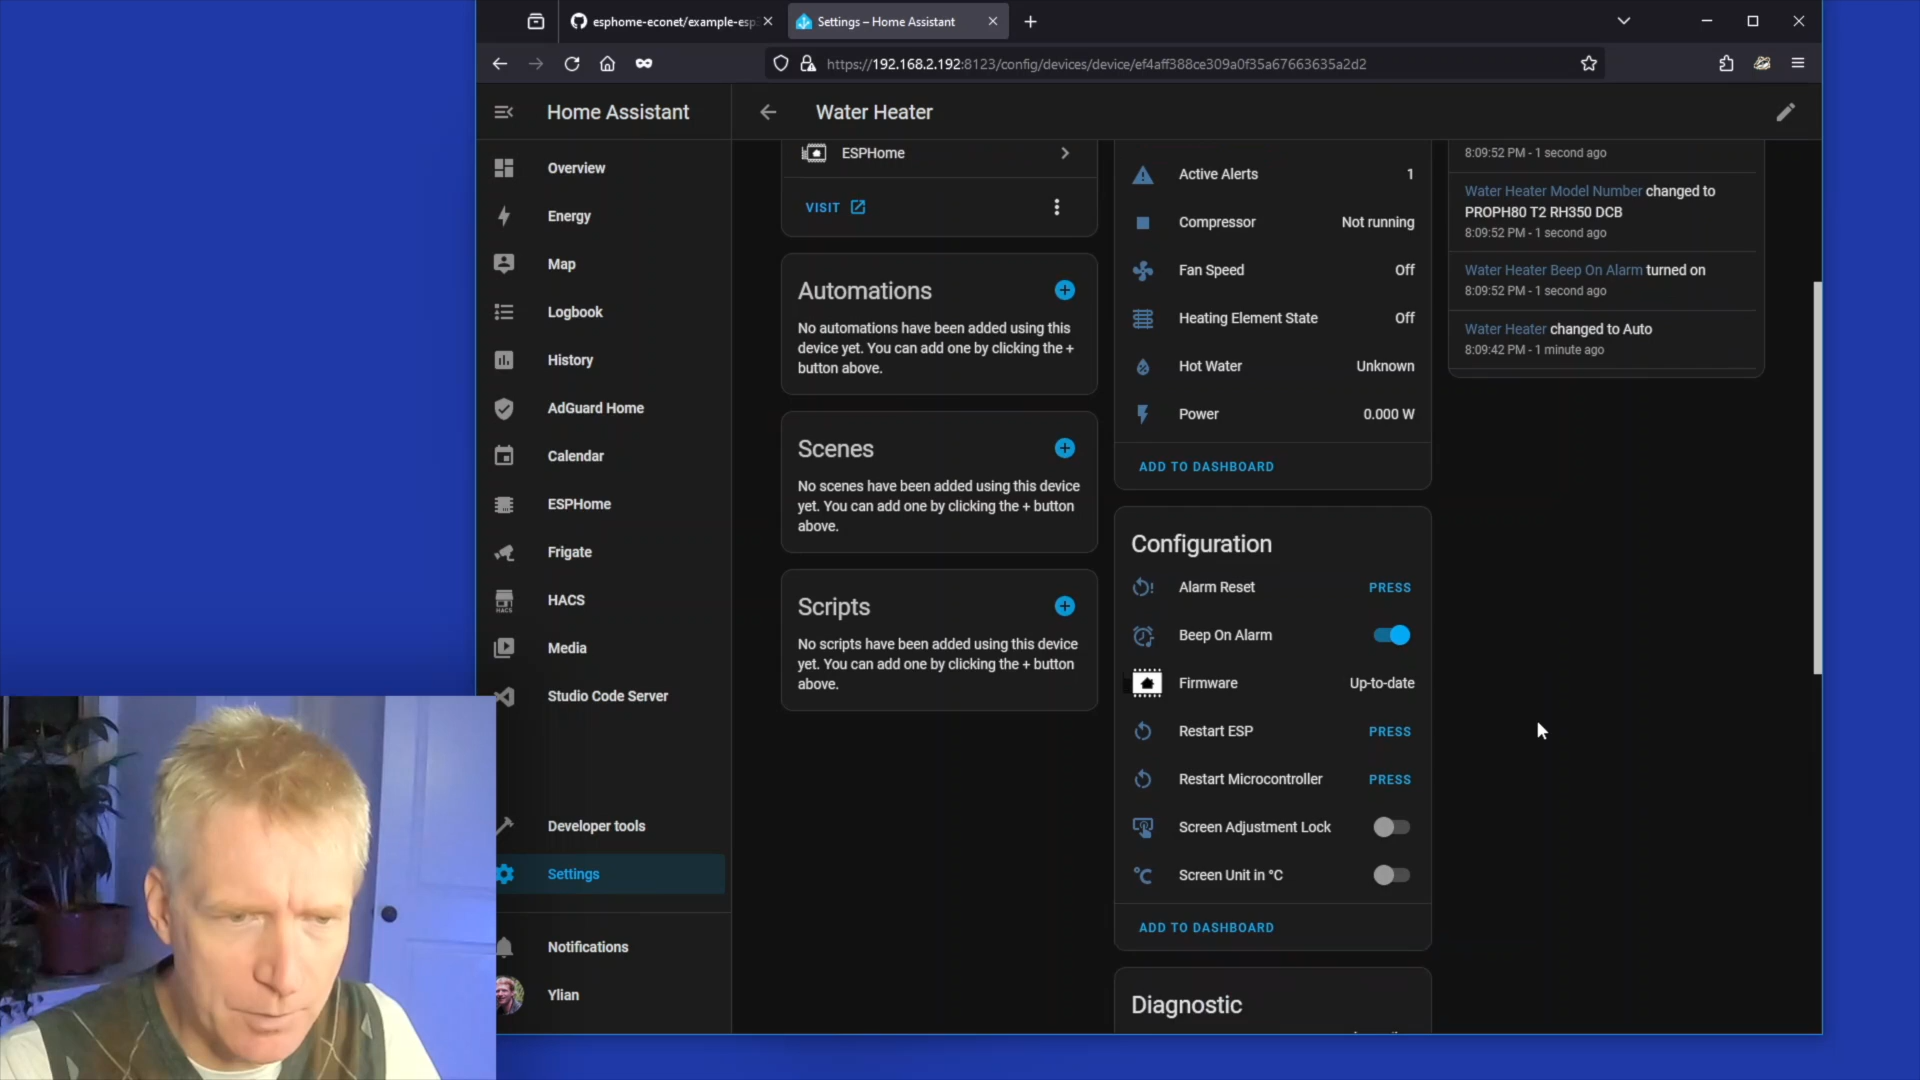 esphome-econet/example-esp
Settings – Home Assistant
https://192.168.2.192:8123/config/devices/device/ef4aff388ce309a0f35a67663635a2d2
Home Assistant
Water Heater
Overview
Energy
Map
Logbook
History
AdGuard Home
Calendar
ESPHome
Frigate
HACS
Media
Studio Code Server
Developer tools
Settings
Notifications
Ylian
ESPHome
VISIT
Automations
No automations have been added using this
device yet. You can add one by clicking the +
button above.
Scenes
No scenes have been added using this device
yet. You can add one by clicking the + button
above.
Scripts
No scripts have been added using this device
yet. You can add one by clicking the + button
above.
Active Alerts 1
Compressor Not running
Fan Speed Off
Heating Element State Off
Hot Water Unknown
Power 0.000 W
ADD TO DASHBOARD
Configuration
Alarm Reset PRESS
Beep On Alarm
Firmware Up-to-date
Restart ESP PRESS
Restart Microcontroller PRESS
Screen Adjustment Lock
°C Screen Unit in °C
ADD TO DASHBOARD
Diagnostic
8:09:52 PM - 1 second ago
Water Heater Model Number changed to
PROPH80 T2 RH350 DCB
8:09:52 PM - 1 second ago
Water Heater Beep On Alarm turned on
8:09:52 PM - 1 second ago
Water Heater changed to Auto
8:09:42 PM - 1 minute ago